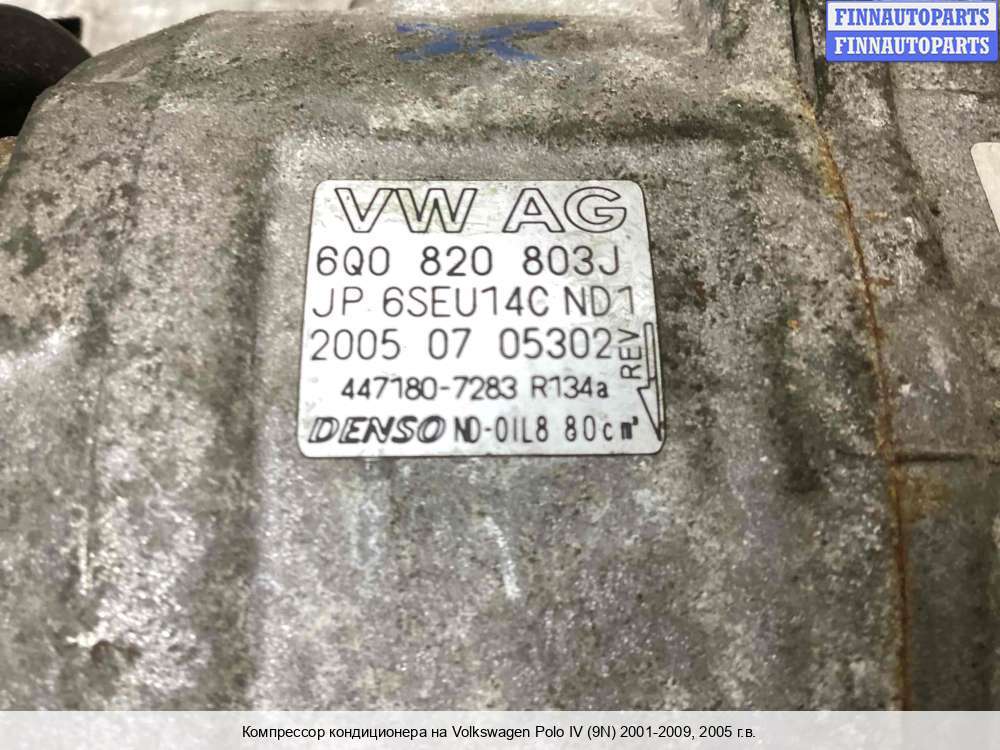 FINNAUTOPARTS
FINNAUTOPARTS
VW AG
6Q0 820 803J
JP 6SEU14C ND1
2005 07 05302
REV
447180-7283 R134a
DENSO ND-OIL8 80cm³
Компрессор кондиционера на Volkswagen Polo IV (9N) 2001-2009, 2005 г.в.